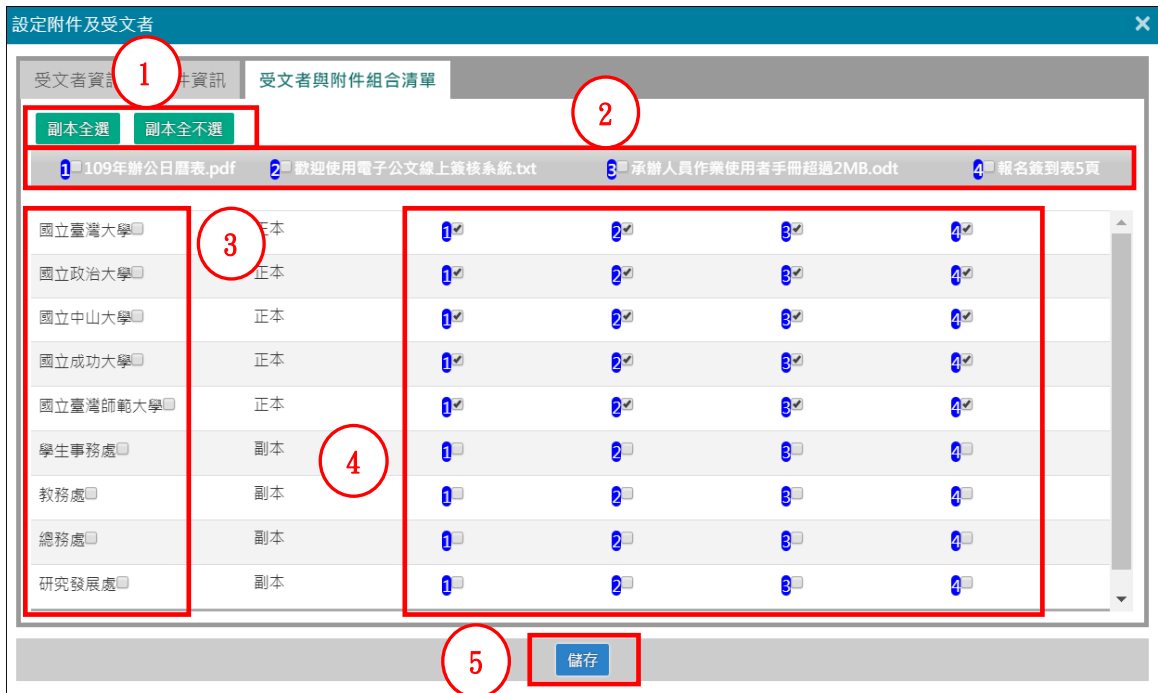 設定附件及受文者
受文者資 1 件資訊 受文者與附件組合清單
副本全選 副本全不選 2
1 109年辦公日曆表.pdf 2 歡迎使用電子公文線上簽核系統.txt 3 承辦人員作業使用者手冊超過2MB.odt 4 報名簽到表5頁
國立臺灣大學 3 正本 1 2 3 4
國立政治大學 正本 1 2 3 4
國立中山大學 正本 1 2 3 4
國立成功大學 正本 1 2 3 4
國立臺灣師範大學 正本 1 2 3 4
學生事務處 副本 4 1 2 3 4
教務處 副本 1 2 3 4
總務處 副本 1 2 3 4
研究發展處 副本 1 2 3 4
5 儲存